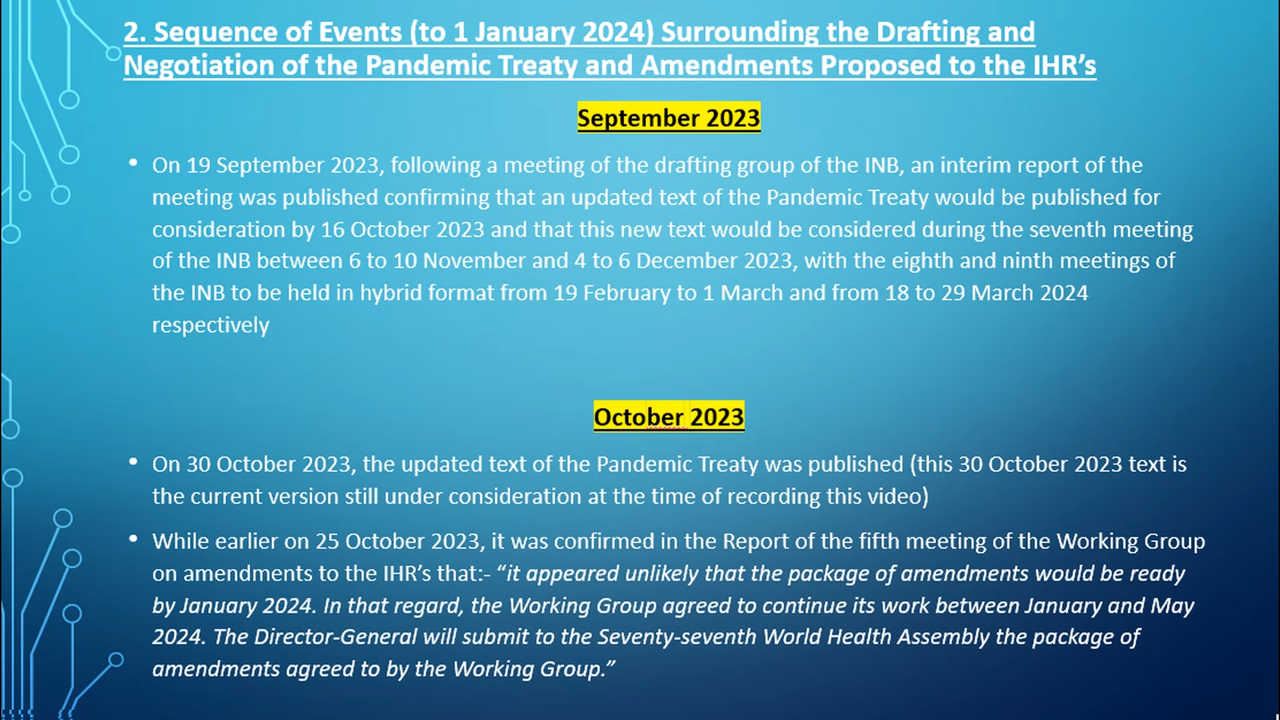 2. Sequence of Events (to 1 January 2024) Surrounding the Drafting and
Negotiation of the Pandemic Treaty and Amendments Proposed to the IHR’s
September 2023
• On 19 September 2023, following a meeting of the drafting group of the INB, an interim report of the
meeting was published confirming that an updated text of the Pandemic Treaty would be published for
consideration by 16 October 2023 and that this new text would be considered during the seventh meeting
of the INB between 6 to 10 November and 4 to 6 December 2023, with the eighth and ninth meetings of
the INB to be held in hybrid format from 19 February to 1 March and from 18 to 29 March 2024
respectively
October 2023
• On 30 October 2023, the updated text of the Pandemic Treaty was published (this 30 October 2023 text is
the current version still under consideration at the time of recording this video)
• While earlier on 25 October 2023, it was confirmed in the Report of the fifth meeting of the Working Group
on amendments to the IHR’s that:- “it appeared unlikely that the package of amendments would be ready
by January 2024. In that regard, the Working Group agreed to continue its work between January and May
2024. The Director-General will submit to the Seventy-seventh World Health Assembly the package of
amendments agreed to by the Working Group.”